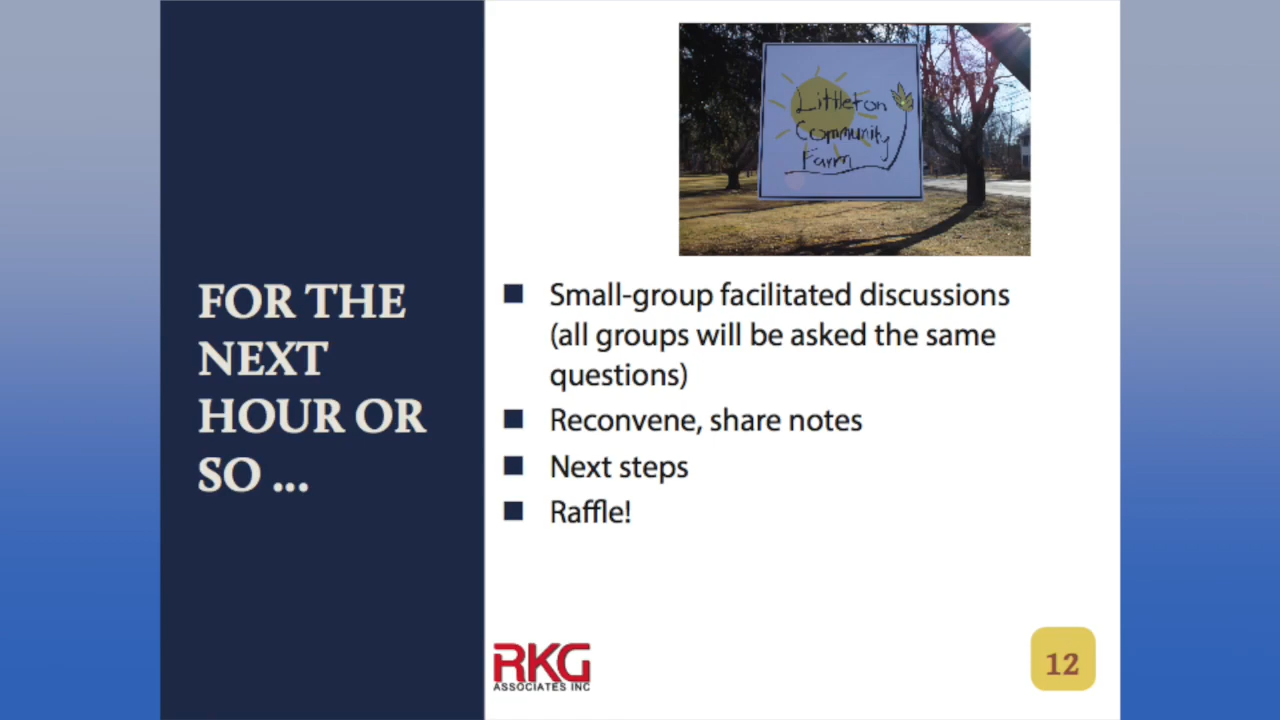 Littleton
Community
Farm
FOR THE
NEXT
HOUR OR
SO ...
■ Small-group facilitated discussions
(all groups will be asked the same
questions)
■ Reconvene, share notes
■ Next steps
■ Raffle!
RKG
ASSOCIATES INC
12